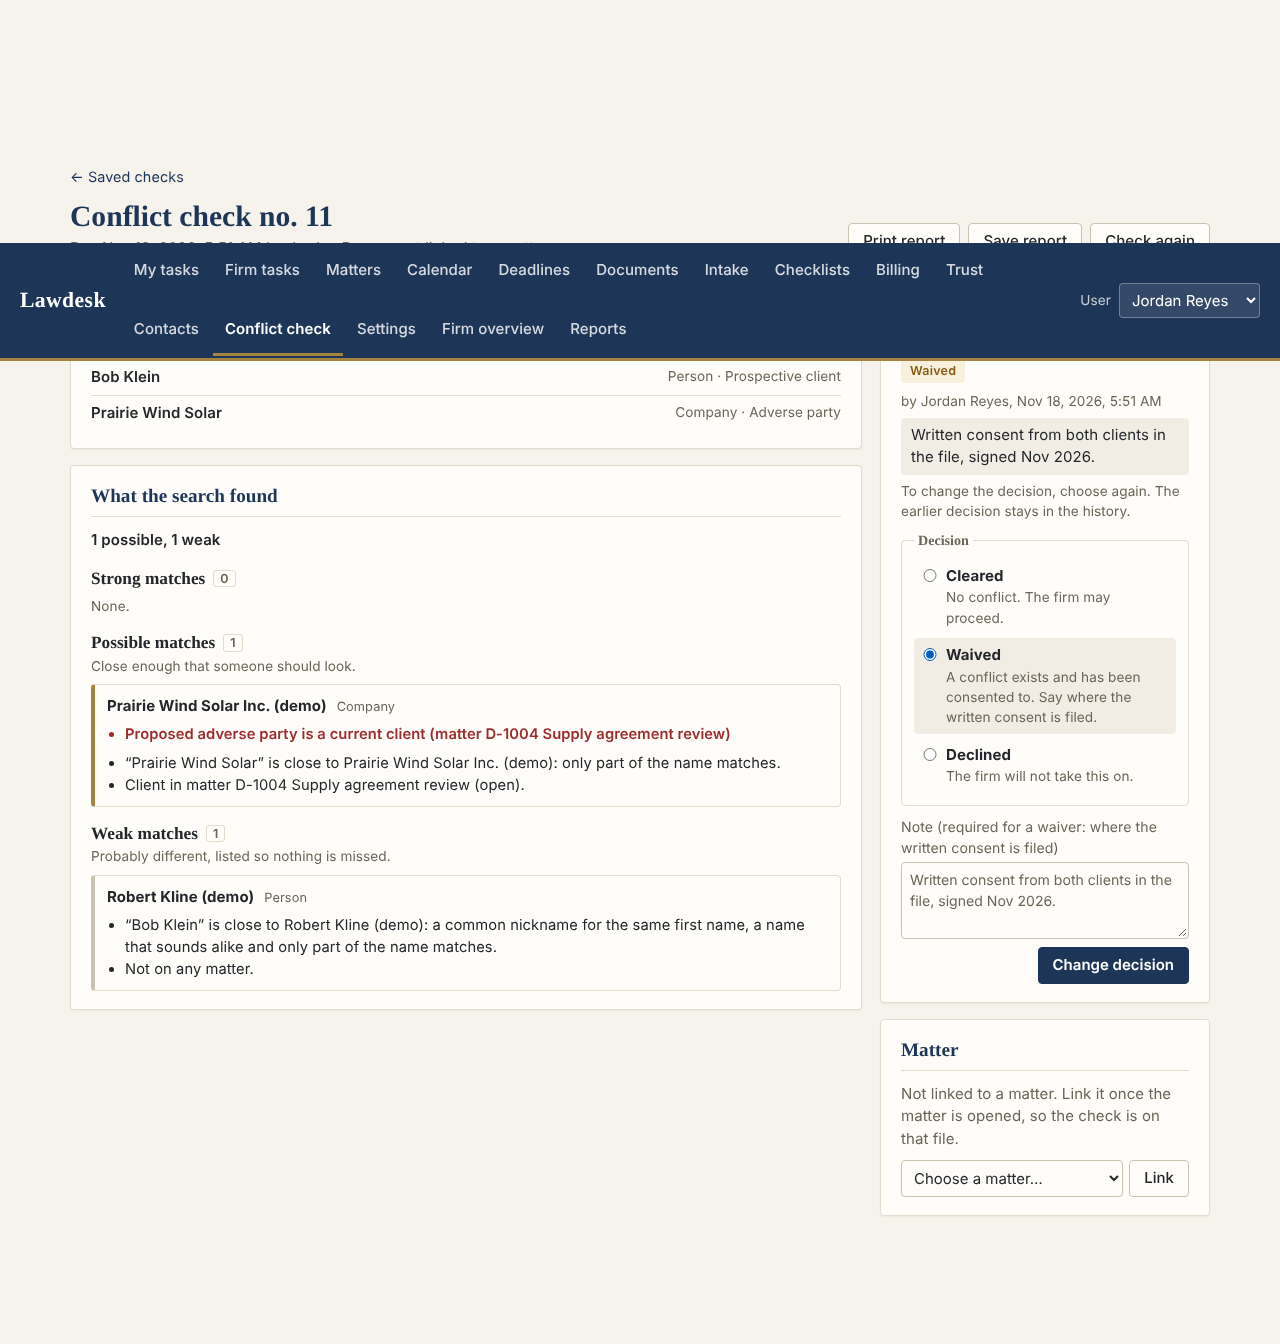 ← Saved checks
Conflict check no. 11
Print report
Save report
Check again
Lawdesk
My tasks
Firm tasks
Matters
Calendar
Deadlines
Documents
Intake
Checklists
Billing
Trust
Contacts
Conflict check
Settings
Firm overview
Reports
User
Jordan Reyes
Bob Klein
Person · Prospective client
Prairie Wind Solar
Company · Adverse party
What the search found
1 possible, 1 weak
Strong matches 0
None.
Possible matches 1
Close enough that someone should look.
Prairie Wind Solar Inc. (demo) Company
• Proposed adverse party is a current client (matter D-1004 Supply agreement review)
• “Prairie Wind Solar” is close to Prairie Wind Solar Inc. (demo): only part of the name matches.
• Client in matter D-1004 Supply agreement review (open).
Weak matches 1
Probably different, listed so nothing is missed.
Robert Kline (demo) Person
• “Bob Klein” is close to Robert Kline (demo): a common nickname for the same first name, a name
that sounds alike and only part of the name matches.
• Not on any matter.
Waived
by Jordan Reyes, Nov 18, 2026, 5:51 AM
Written consent from both clients in
the file, signed Nov 2026.
To change the decision, choose again. The
earlier decision stays in the history.
Decision
Cleared
No conflict. The firm may
proceed.
Waived
A conflict exists and has been
consented to. Say where the
written consent is filed.
Declined
The firm will not take this on.
Note (required for a waiver: where the
written consent is filed)
Written consent from both clients in the
file, signed Nov 2026.
Change decision
Matter
Not linked to a matter. Link it once the
matter is opened, so the check is on
that file.
Choose a matter...
Link